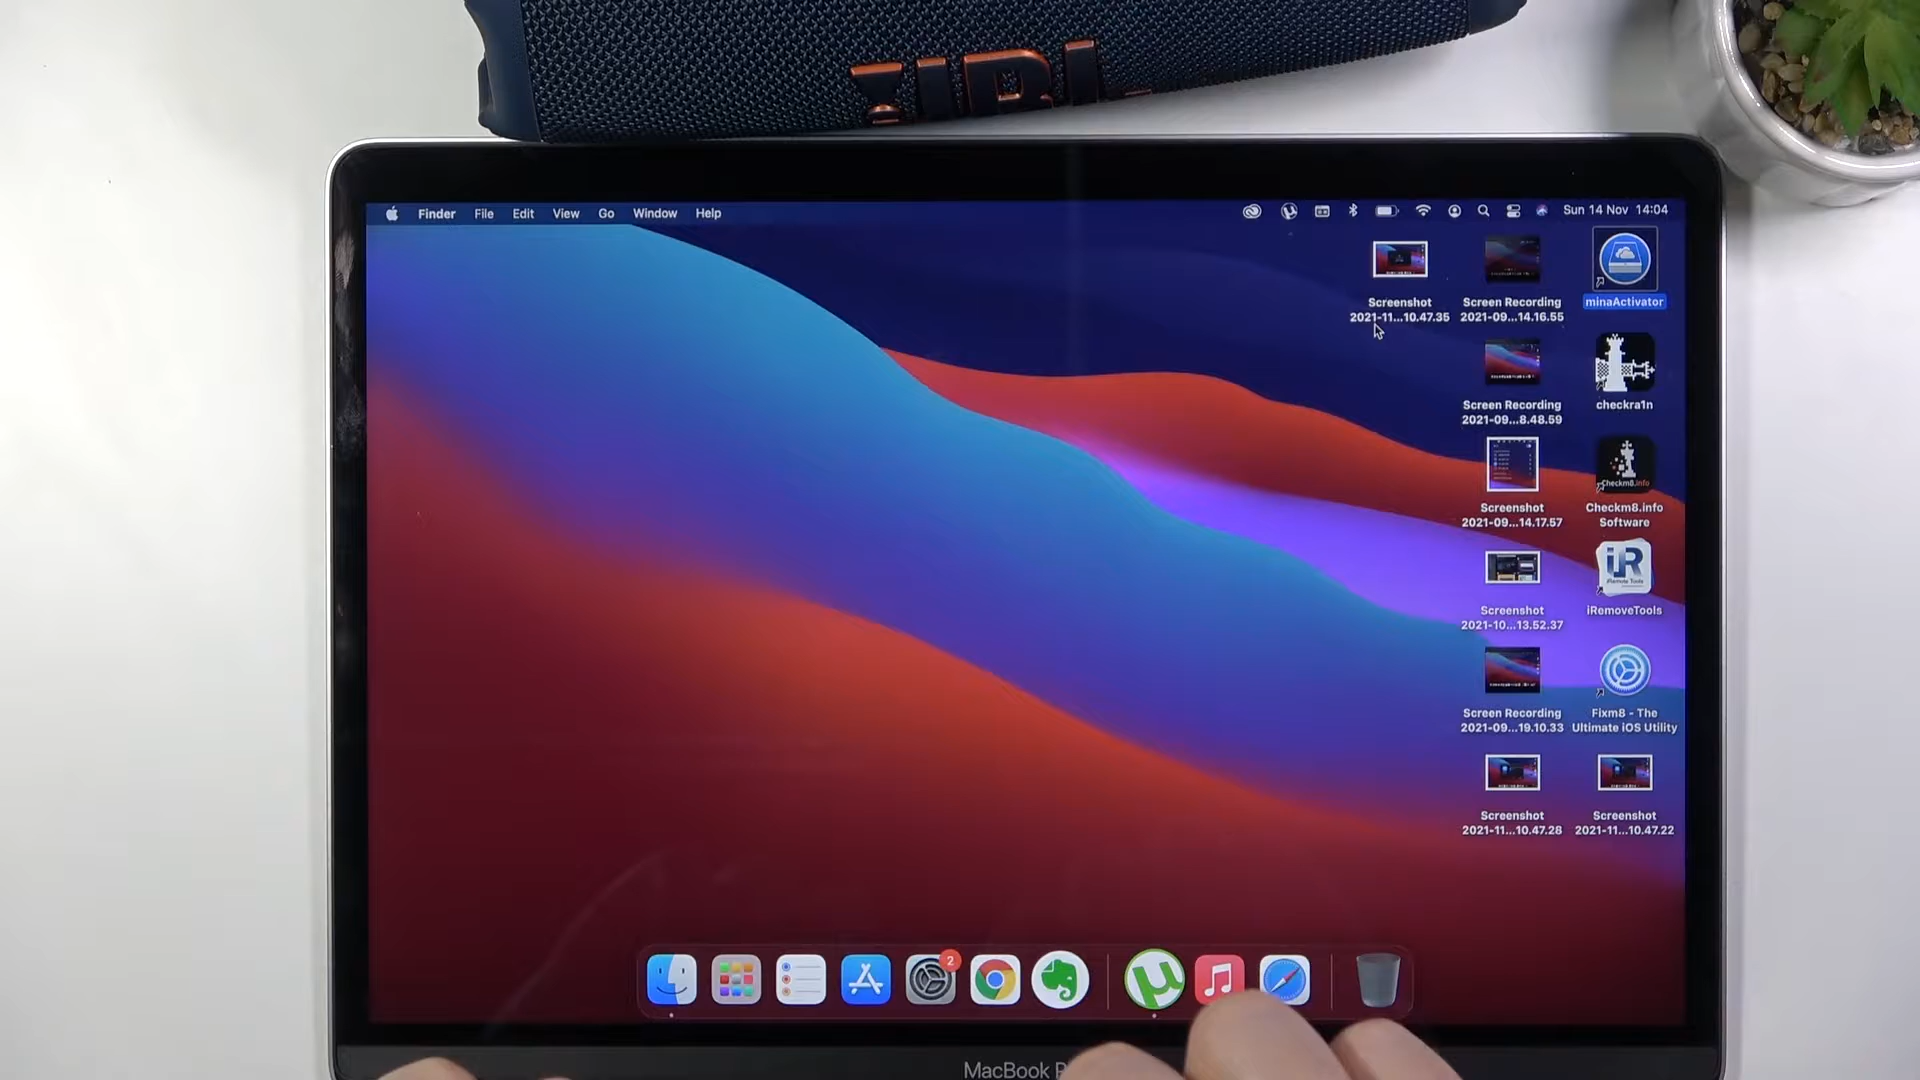 JBL
Finder File Edit View Go Window Help
Sun 14 Nov 14:04
Screenshot
2021-11...10.47.35
Screen Recording
2021-09...14.16.55
minaActivator
Screen Recording
2021-09...8.48.59
checkra1n
Screenshot
2021-09...14.17.57
Checkm8.info
Checkm8.info
Software
Screenshot
2021-10...13.52.37
iR
iRemoveTools
Screen Recording
2021-09...19.10.33
Fixm8 - The
Ultimate iOS Utility
Screenshot
2021-11...10.47.28
Screenshot
2021-11...10.47.22
2
µ
MacBook